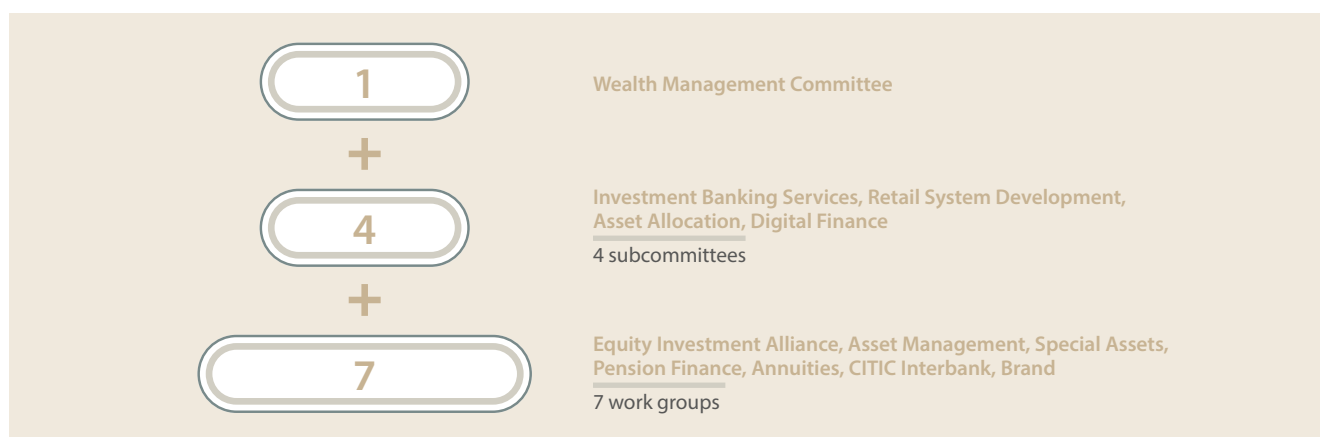 1
Wealth Management Committee
+
4
Investment Banking Services, Retail System Development,
Asset Allocation, Digital Finance
4 subcommittees
+
7
Equity Investment Alliance, Asset Management, Special Assets,
Pension Finance, Annuities, CITIC Interbank, Brand
7 work groups